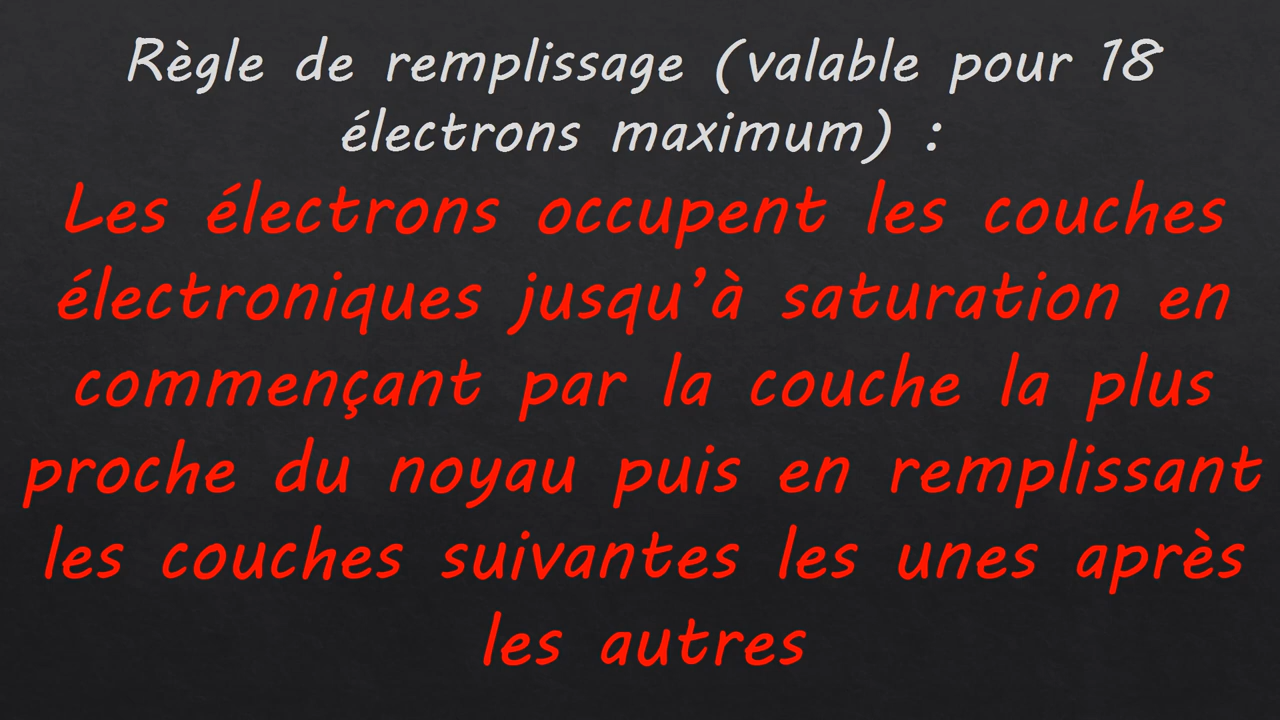 Règle de remplissage (valable pour 18
électrons maximum) :
Les électrons occupent les couches
électroniques jusqu’à saturation en
commençant par la couche la plus
proche du noyau puis en remplissant
les couches suivantes les unes après
les autres